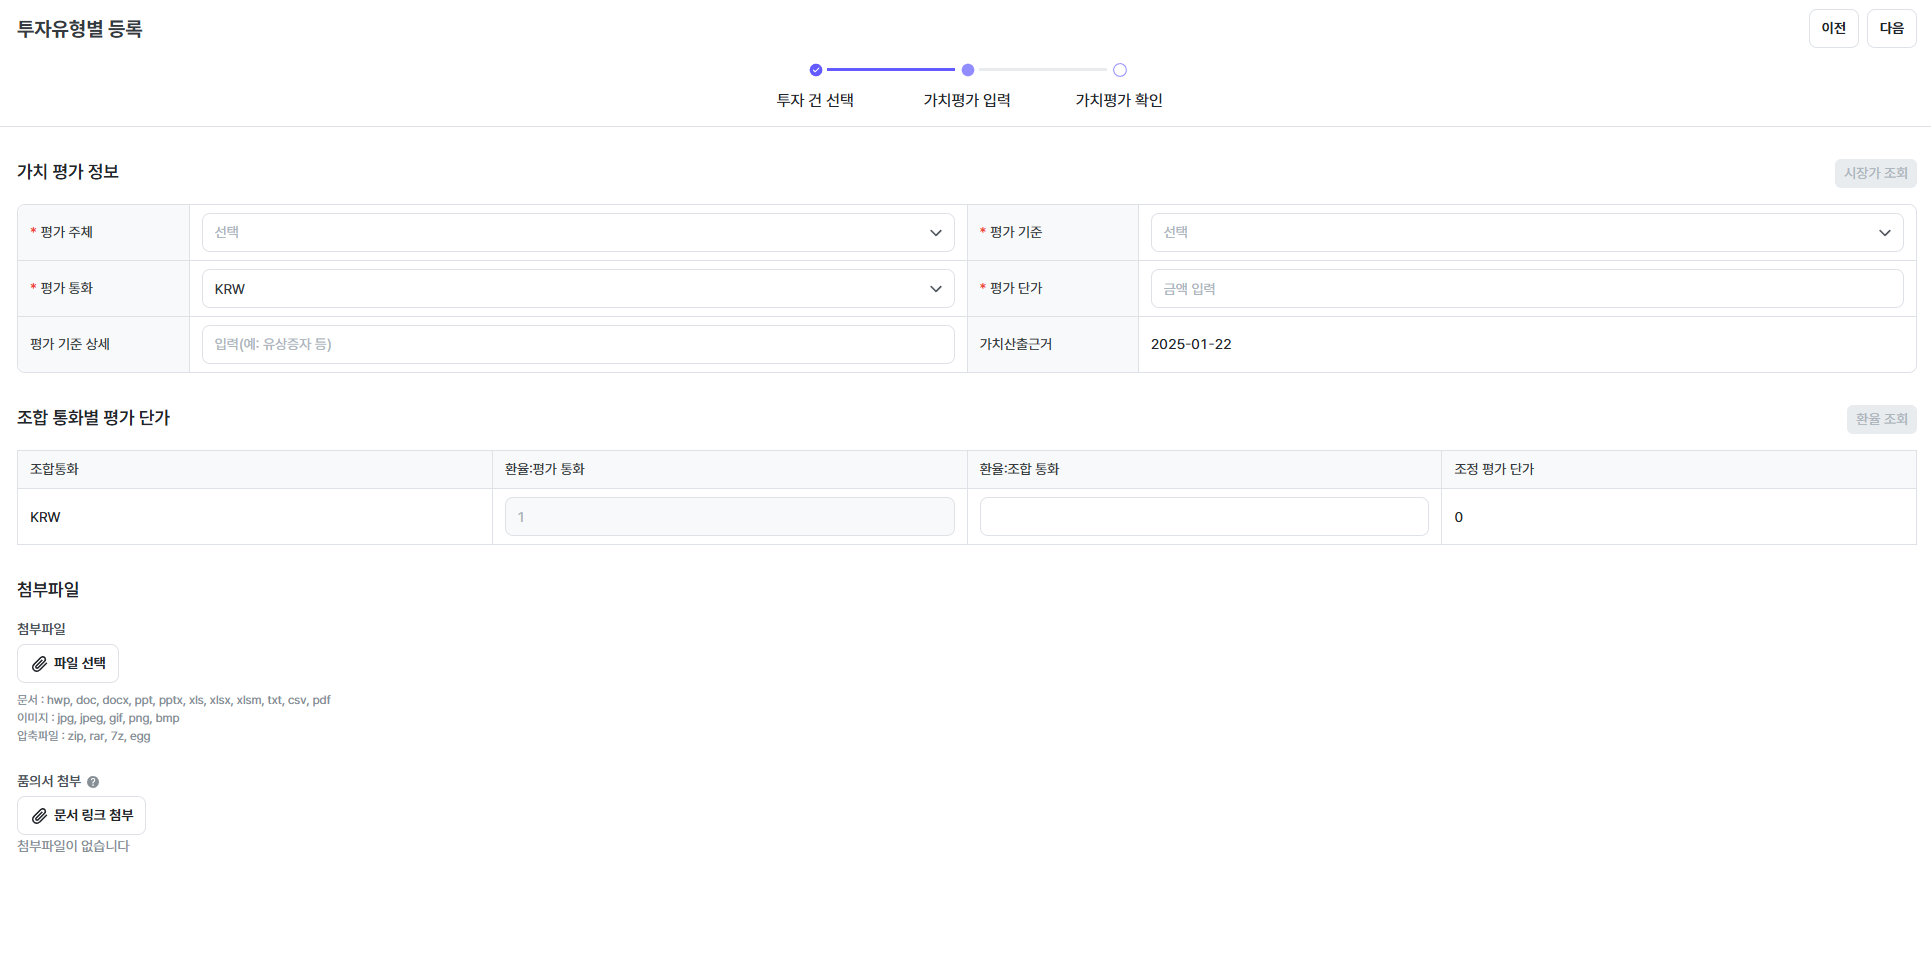 투자유형별 등록
이전
다음
투자 건 선택
가치평가 입력
가치평가 확인
가치 평가 정보
시장가 조회
* 평가 주체
선택
* 평가 기준
선택
* 평가 통화
KRW
* 평가 단가
금액 입력
평가 기준 상세
입력(예: 유상증자 등)
가치산출근거
2025-01-22
조합 통화별 평가 단가
환율 조회
조합통화
환율:평가 통화
환율:조합 통화
조정 평가 단가
KRW
1
0
첨부파일
첨부파일
파일 선택
문서 : hwp, doc, docx, ppt, pptx, xls, xlsx, xlsm, txt, csv, pdf
이미지 : jpg, jpeg, gif, png, bmp
압축파일 : zip, rar, 7z, egg
품의서 첨부 ?
문서 링크 첨부
첨부파일이 없습니다